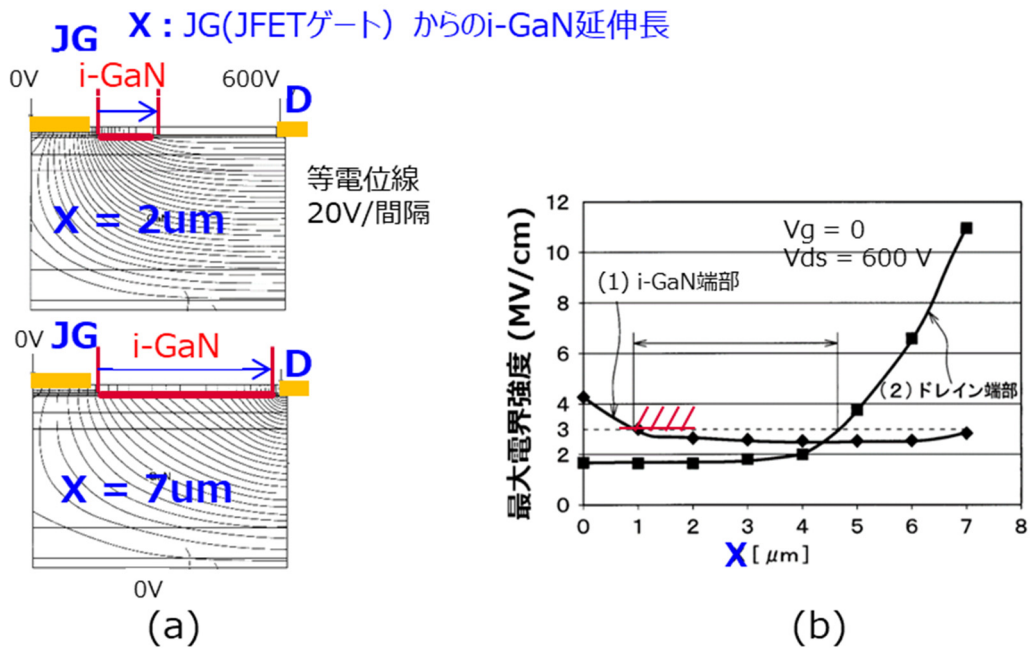 X：JG(JFETゲート）からのi-GaN延伸長
JG
i-GaN
0V
600V
D
X = 2um
等電位線
20V/間隔
0V
JG
i-GaN
D
X = 7um
0V
(a)
最大電界強度 (MV/cm)
12
10
8
6
4
3
2
0
Vg = 0
Vds = 600 V
(1) i-GaN端部
(2) ドレイン端部
0 1 2 3 4 5 6 7 8
X [ μm]
(b)